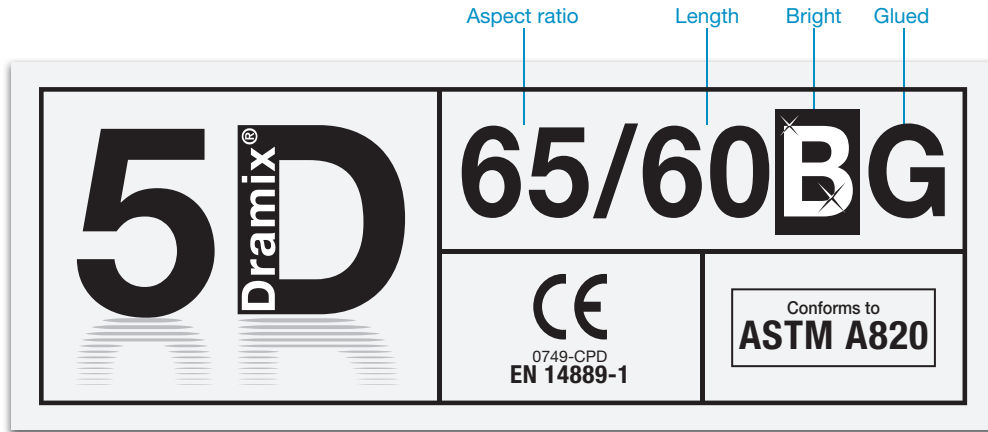 Aspect ratio Length Bright Glued
5D
Dramix®
65/60BG
CE
0749-CPD
EN 14889-1
Conforms to
ASTM A820